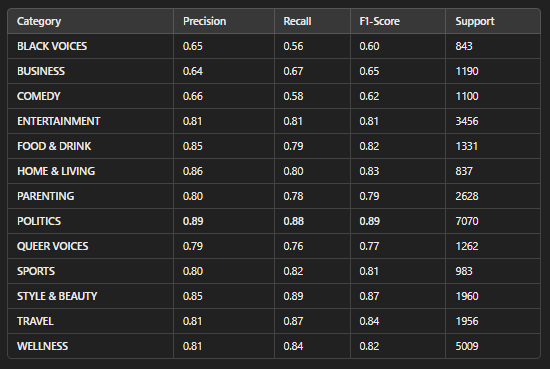 Category Precision Recall F1-Score Support
BLACK VOICES 0.65 0.56 0.60 843
BUSINESS 0.64 0.67 0.65 1190
COMEDY 0.66 0.58 0.62 1100
ENTERTAINMENT 0.81 0.81 0.81 3456
FOOD & DRINK 0.85 0.79 0.82 1331
HOME & LIVING 0.86 0.80 0.83 837
PARENTING 0.80 0.78 0.79 2628
POLITICS 0.89 0.88 0.89 7070
QUEER VOICES 0.79 0.76 0.77 1262
SPORTS 0.80 0.82 0.81 983
STYLE & BEAUTY 0.85 0.89 0.87 1960
TRAVEL 0.81 0.87 0.84 1956
WELLNESS 0.81 0.84 0.82 5009